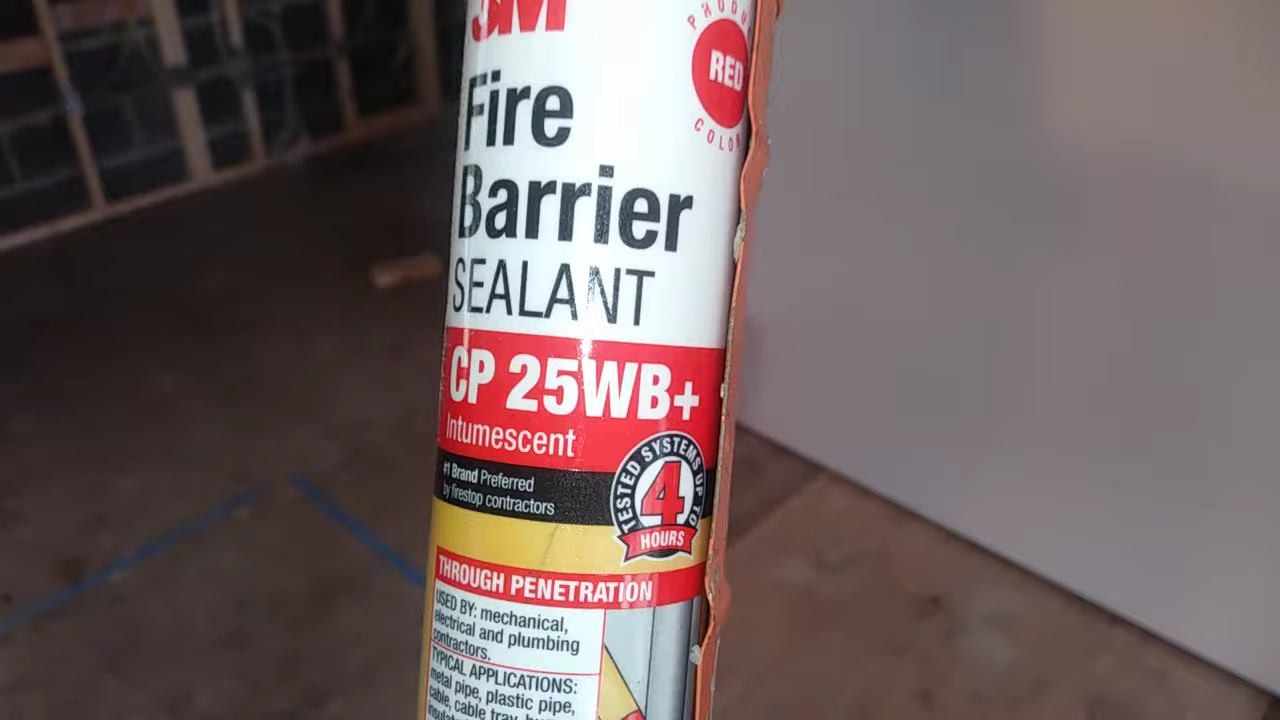 3M
PRODU
RED
COLOR
Fire
Barrier
SEALANT
CP 25WB+
Intumescent
#1 Brand Preferred
by firestop contractors
TESTED SYSTEMS UP TO
4
HOURS
THROUGH PENETRATION
USED BY: mechanical,
electrical and plumbing
contractors.
TYPICAL APPLICATIONS:
metal pipe, plastic pipe,
cable, cable tray,